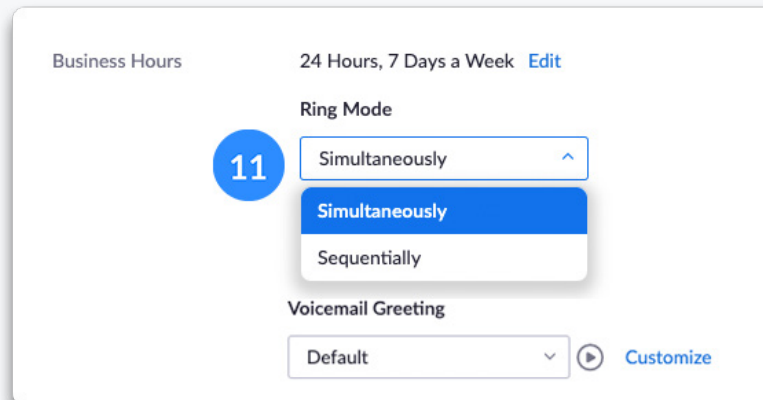 Business Hours 24 Hours, 7 Days a Week Edit
Ring Mode
11 Simultaneously
Simultaneously
Sequentially
Voicemail Greeting
Default Customize